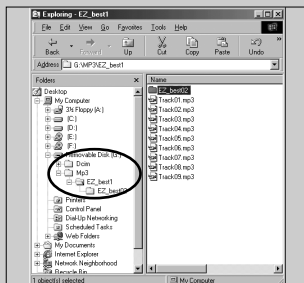 Exploring - EZ_best1
File Edit View Go Favorites Tools Help
Back Forward Up Cut Copy Paste Undo
Address G:\MP3\EZ_best1
Folders
Name
Desktop
My Computer
3½ Floppy (A:)
(C:)
(D:)
(E:)
(F:)
Removable Disk (G:)
Dcim
Mp3
EZ_best1
EZ_best02
Printers
Control Panel
Dial-Up Networking
Scheduled Tasks
Web Folders
My Documents
Internet Explorer
Network Neighborhood
Recycle Bin
EZ_best02
Track01.mp3
Track02.mp3
Track03.mp3
Track04.mp3
Track05.mp3
Track06.mp3
Track07.mp3
Track08.mp3
Track09.mp3
1 object(s) selected
My Computer